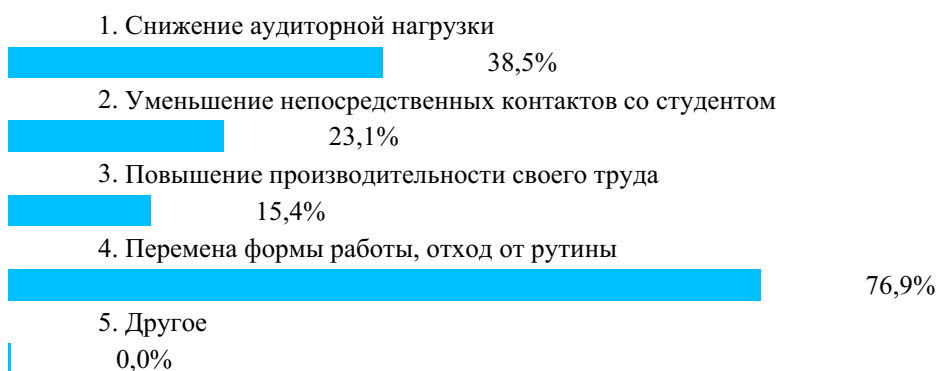 1. Снижение аудиторной нагрузки
38,5%
2. Уменьшение непосредственных контактов со студентом
23,1%
3. Повышение производительности своего труда
15,4%
4. Перемена формы работы, отход от рутины
76,9%
5. Другое
0,0%